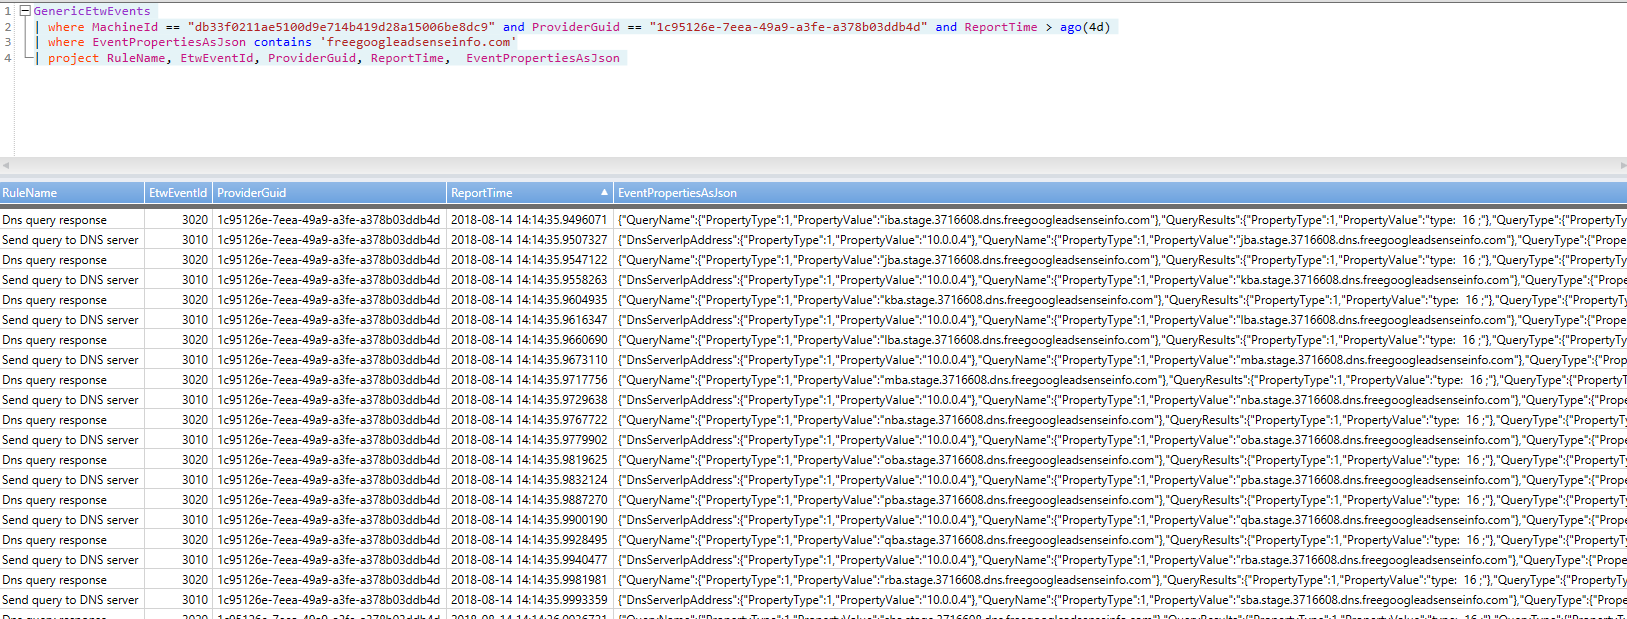 1 GenericEtwEvents
2 | where MachineId == "db33f0211ae5100d9e714b419d28a15006be8dc9" and ProviderGuid == "1c95126e-7eea-49a9-a3fe-a378b03ddb4d" and ReportTime > ago(4d)
3 | where EventPropertiesAsJson contains 'freegoogleadsenseinfo.com'
4 | project RuleName, EtwEventId, ProviderGuid, ReportTime, EventPropertiesAsJson
RuleName EtwEventId ProviderGuid ReportTime EventPropertiesAsJson
Dns query response 3020 1c95126e-7eea-49a9-a3fe-a378b03ddb4d 2018-08-14 14:14:35.9496071 {"QueryName":{"PropertyType":1,"PropertyValue":"iba.stage.3716608.dns.freegoogleadsenseinfo.com"},"QueryResults":{"PropertyType":1,"PropertyValue":"type:  16 ;"},"QueryType":{"Property
Send query to DNS server 3010 1c95126e-7eea-49a9-a3fe-a378b03ddb4d 2018-08-14 14:14:35.9507327 {"DnsServerIpAddress":{"PropertyType":1,"PropertyValue":"10.0.0.4"},"QueryName":{"PropertyType":1,"PropertyValue":"jba.stage.3716608.dns.freegoogleadsenseinfo.com"},"QueryType":{"Prope
Dns query response 3020 1c95126e-7eea-49a9-a3fe-a378b03ddb4d 2018-08-14 14:14:35.9547122 {"QueryName":{"PropertyType":1,"PropertyValue":"jba.stage.3716608.dns.freegoogleadsenseinfo.com"},"QueryResults":{"PropertyType":1,"PropertyValue":"type:  16 ;"},"QueryType":{"Property
Send query to DNS server 3010 1c95126e-7eea-49a9-a3fe-a378b03ddb4d 2018-08-14 14:14:35.9558263 {"DnsServerIpAddress":{"PropertyType":1,"PropertyValue":"10.0.0.4"},"QueryName":{"PropertyType":1,"PropertyValue":"kba.stage.3716608.dns.freegoogleadsenseinfo.com"},"QueryType":{"Prop
Dns query response 3020 1c95126e-7eea-49a9-a3fe-a378b03ddb4d 2018-08-14 14:14:35.9604935 {"QueryName":{"PropertyType":1,"PropertyValue":"kba.stage.3716608.dns.freegoogleadsenseinfo.com"},"QueryResults":{"PropertyType":1,"PropertyValue":"type:  16 ;"},"QueryType":{"PropertyTy
Send query to DNS server 3010 1c95126e-7eea-49a9-a3fe-a378b03ddb4d 2018-08-14 14:14:35.9616347 {"DnsServerIpAddress":{"PropertyType":1,"PropertyValue":"10.0.0.4"},"QueryName":{"PropertyType":1,"PropertyValue":"lba.stage.3716608.dns.freegoogleadsenseinfo.com"},"QueryType":{"Prope
Dns query response 3020 1c95126e-7eea-49a9-a3fe-a378b03ddb4d 2018-08-14 14:14:35.9660690 {"QueryName":{"PropertyType":1,"PropertyValue":"lba.stage.3716608.dns.freegoogleadsenseinfo.com"},"QueryResults":{"PropertyType":1,"PropertyValue":"type:  16 ;"},"QueryType":{"Property
Send query to DNS server 3010 1c95126e-7eea-49a9-a3fe-a378b03ddb4d 2018-08-14 14:14:35.9673110 {"DnsServerIpAddress":{"PropertyType":1,"PropertyValue":"10.0.0.4"},"QueryName":{"PropertyType":1,"PropertyValue":"mba.stage.3716608.dns.freegoogleadsenseinfo.com"},"QueryType":{"Prop
Dns query response 3020 1c95126e-7eea-49a9-a3fe-a378b03ddb4d 2018-08-14 14:14:35.9717756 {"QueryName":{"PropertyType":1,"PropertyValue":"mba.stage.3716608.dns.freegoogleadsenseinfo.com"},"QueryResults":{"PropertyType":1,"PropertyValue":"type:  16 ;"},"QueryType":{"PropertyT
Send query to DNS server 3010 1c95126e-7eea-49a9-a3fe-a378b03ddb4d 2018-08-14 14:14:35.9729638 {"DnsServerIpAddress":{"PropertyType":1,"PropertyValue":"10.0.0.4"},"QueryName":{"PropertyType":1,"PropertyValue":"nba.stage.3716608.dns.freegoogleadsenseinfo.com"},"QueryType":{"Prop
Dns query response 3020 1c95126e-7eea-49a9-a3fe-a378b03ddb4d 2018-08-14 14:14:35.9767722 {"QueryName":{"PropertyType":1,"PropertyValue":"nba.stage.3716608.dns.freegoogleadsenseinfo.com"},"QueryResults":{"PropertyType":1,"PropertyValue":"type:  16 ;"},"QueryType":{"PropertyTy
Send query to DNS server 3010 1c95126e-7eea-49a9-a3fe-a378b03ddb4d 2018-08-14 14:14:35.9779902 {"DnsServerIpAddress":{"PropertyType":1,"PropertyValue":"10.0.0.4"},"QueryName":{"PropertyType":1,"PropertyValue":"oba.stage.3716608.dns.freegoogleadsenseinfo.com"},"QueryType":{"Prop
Dns query response 3020 1c95126e-7eea-49a9-a3fe-a378b03ddb4d 2018-08-14 14:14:35.9819625 {"QueryName":{"PropertyType":1,"PropertyValue":"oba.stage.3716608.dns.freegoogleadsenseinfo.com"},"QueryResults":{"PropertyType":1,"PropertyValue":"type:  16 ;"},"QueryType":{"PropertyTy
Send query to DNS server 3010 1c95126e-7eea-49a9-a3fe-a378b03ddb4d 2018-08-14 14:14:35.9832124 {"DnsServerIpAddress":{"PropertyType":1,"PropertyValue":"10.0.0.4"},"QueryName":{"PropertyType":1,"PropertyValue":"pba.stage.3716608.dns.freegoogleadsenseinfo.com"},"QueryType":{"Prop
Dns query response 3020 1c95126e-7eea-49a9-a3fe-a378b03ddb4d 2018-08-14 14:14:35.9887270 {"QueryName":{"PropertyType":1,"PropertyValue":"pba.stage.3716608.dns.freegoogleadsenseinfo.com"},"QueryResults":{"PropertyType":1,"PropertyValue":"type:  16 ;"},"QueryType":{"PropertyTy
Send query to DNS server 3010 1c95126e-7eea-49a9-a3fe-a378b03ddb4d 2018-08-14 14:14:35.9900190 {"DnsServerIpAddress":{"PropertyType":1,"PropertyValue":"10.0.0.4"},"QueryName":{"PropertyType":1,"PropertyValue":"qba.stage.3716608.dns.freegoogleadsenseinfo.com"},"QueryType":{"Prop
Dns query response 3020 1c95126e-7eea-49a9-a3fe-a378b03ddb4d 2018-08-14 14:14:35.9928495 {"QueryName":{"PropertyType":1,"PropertyValue":"qba.stage.3716608.dns.freegoogleadsenseinfo.com"},"QueryResults":{"PropertyType":1,"PropertyValue":"type:  16 ;"},"QueryType":{"PropertyTy
Send query to DNS server 3010 1c95126e-7eea-49a9-a3fe-a378b03ddb4d 2018-08-14 14:14:35.9940477 {"DnsServerIpAddress":{"PropertyType":1,"PropertyValue":"10.0.0.4"},"QueryName":{"PropertyType":1,"PropertyValue":"rba.stage.3716608.dns.freegoogleadsenseinfo.com"},"QueryType":{"Prope
Dns query response 3020 1c95126e-7eea-49a9-a3fe-a378b03ddb4d 2018-08-14 14:14:35.9981981 {"QueryName":{"PropertyType":1,"PropertyValue":"rba.stage.3716608.dns.freegoogleadsenseinfo.com"},"QueryResults":{"PropertyType":1,"PropertyValue":"type:  16 ;"},"QueryType":{"PropertyTy
Send query to DNS server 3010 1c95126e-7eea-49a9-a3fe-a378b03ddb4d 2018-08-14 14:14:35.9993359 {"DnsServerIpAddress":{"PropertyType":1,"PropertyValue":"10.0.0.4"},"QueryName":{"PropertyType":1,"PropertyValue":"sba.stage.3716608.dns.freegoogleadsenseinfo.com"},"QueryType":{"Prope